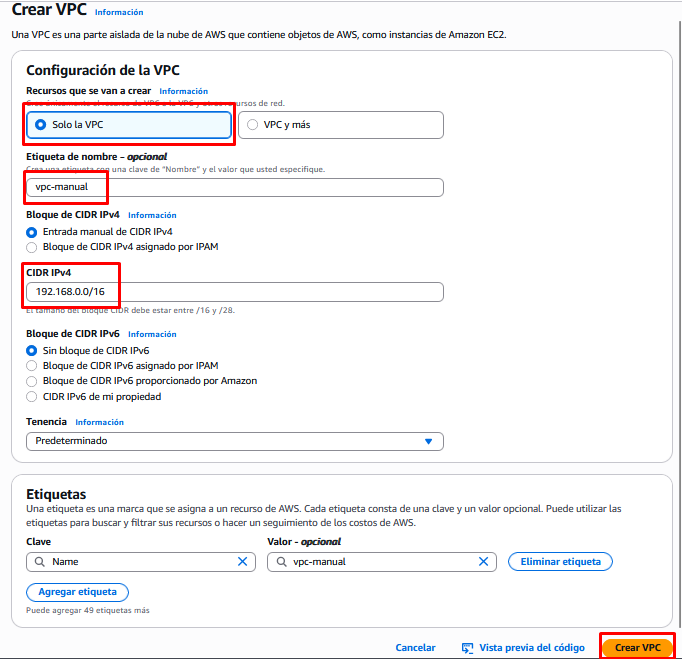 Crear VPC Información
Una VPC es una parte aislada de la nube de AWS que contiene objetos de AWS, como instancias de Amazon EC2.
Configuración de la VPC
Recursos que se van a crear Información
Cree únicamente el recurso de VPC o la VPC y otros recursos de red.
Solo la VPC VPC y más
Etiqueta de nombre – opcional
Crea una etiqueta con una clave de "Nombre" y el valor que usted especifique.
vpc-manual
Bloque de CIDR IPv4 Información
Entrada manual de CIDR IPv4
Bloque de CIDR IPv4 asignado por IPAM
CIDR IPv4
192.168.0.0/16
El tamaño del bloque CIDR debe estar entre /16 y /28.
Bloque de CIDR IPv6 Información
Sin bloque de CIDR IPv6
Bloque de CIDR IPv6 asignado por IPAM
Bloque de CIDR IPv6 proporcionado por Amazon
CIDR IPv6 de mi propiedad
Tenencia Información
Predeterminado
Etiquetas
Una etiqueta es una marca que se asigna a un recurso de AWS. Cada etiqueta consta de una clave y un valor opcional. Puede utilizar las
etiquetas para buscar y filtrar sus recursos o hacer un seguimiento de los costos de AWS.
Clave Valor - opcional
Name vpc-manual Eliminar etiqueta
Agregar etiqueta
Puede agregar 49 etiquetas más
Cancelar Vista previa del código Crear VPC